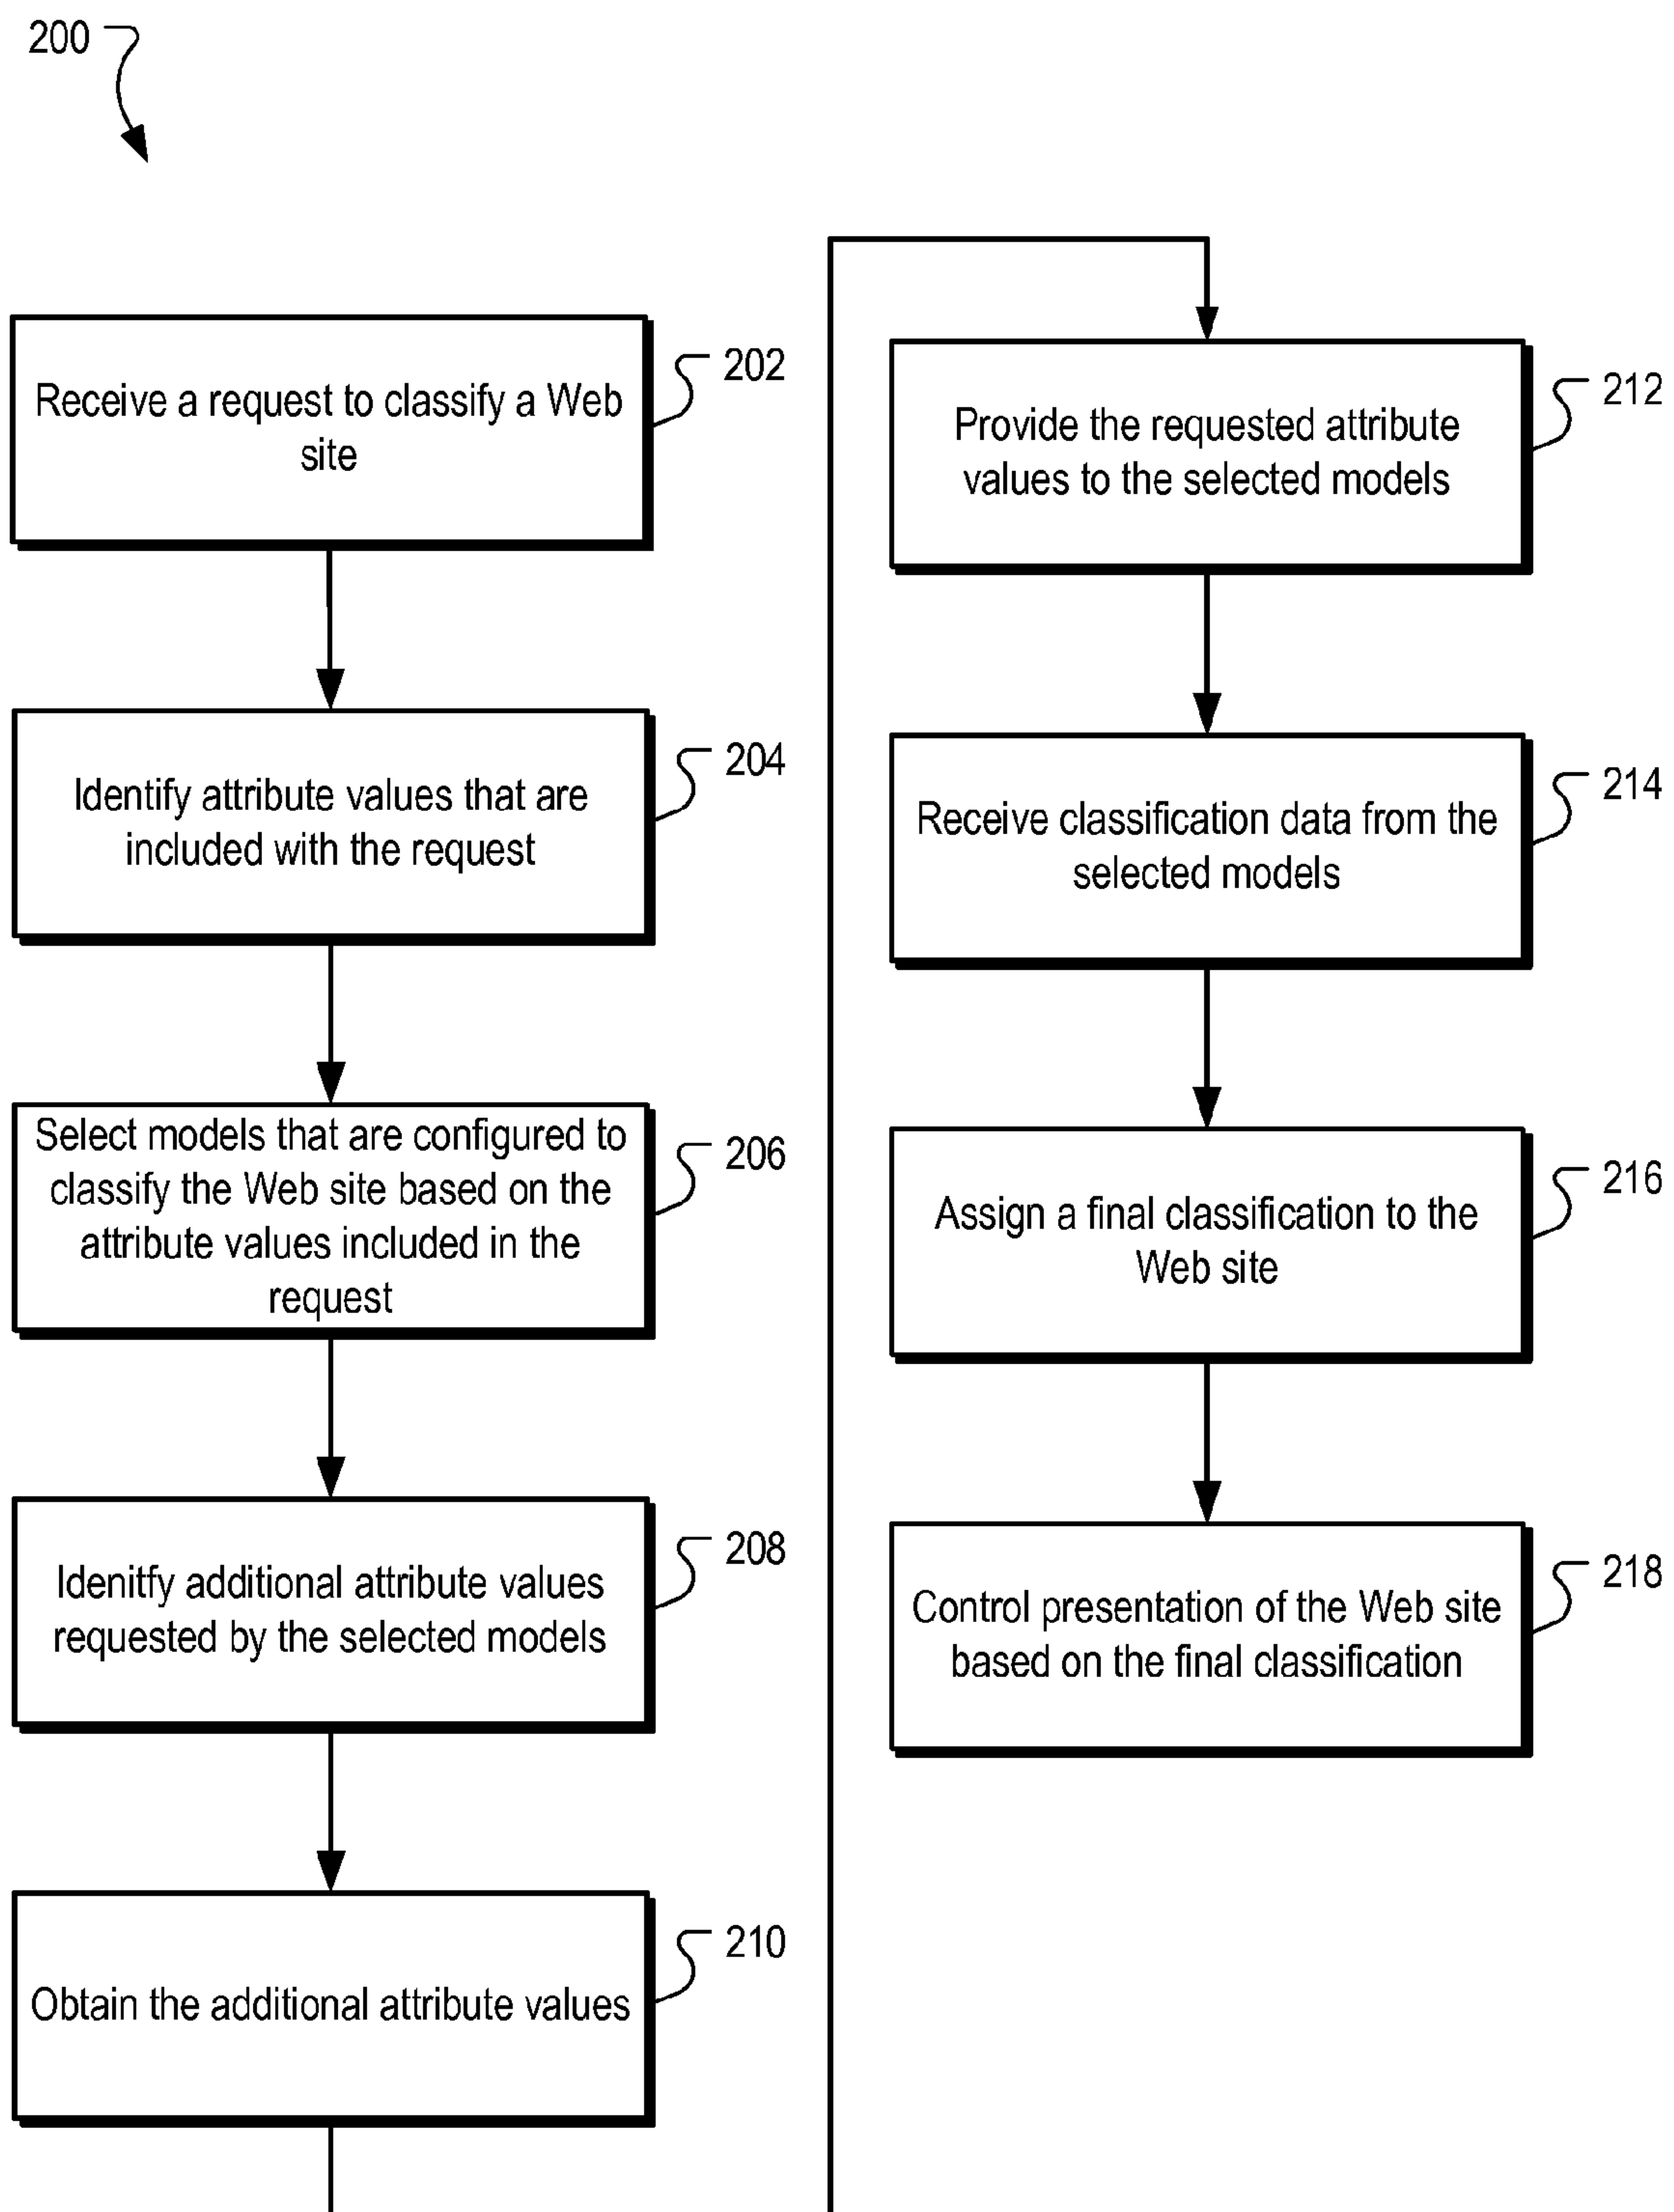 200
Receive a request to classify a Web
site
202
Identify attribute values that are
included with the request
204
Select models that are configured to
classify the Web site based on the
attribute values included in the
request
206
Idenitfy additional attribute values
requested by the selected models
208
Obtain the additional attribute values
210
Provide the requested attribute
values to the selected models
212
Receive classification data from the
selected models
214
Assign a final classification to the
Web site
216
Control presentation of the Web site
based on the final classification
218